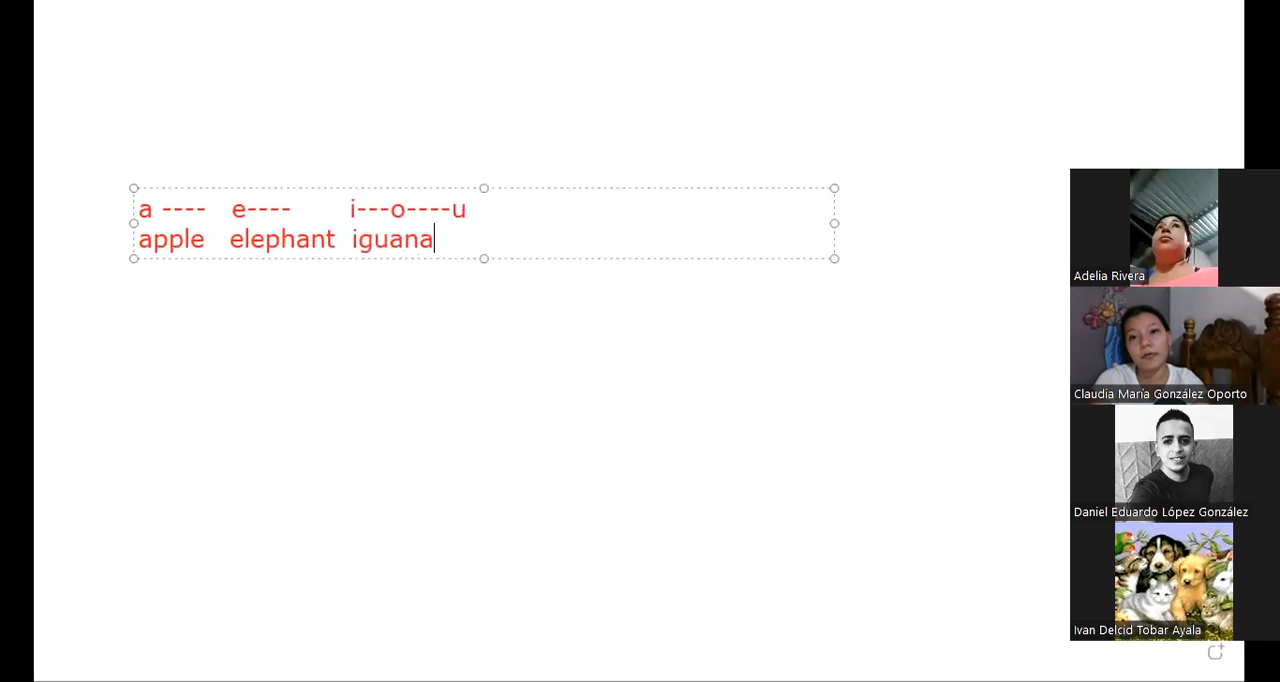 a ---- e---- i---o----u
apple elephant iguana
Adelia Rivera
Claudia María González Oporto
Daniel Eduardo López González
Ivan Delcid Tobar Ayala